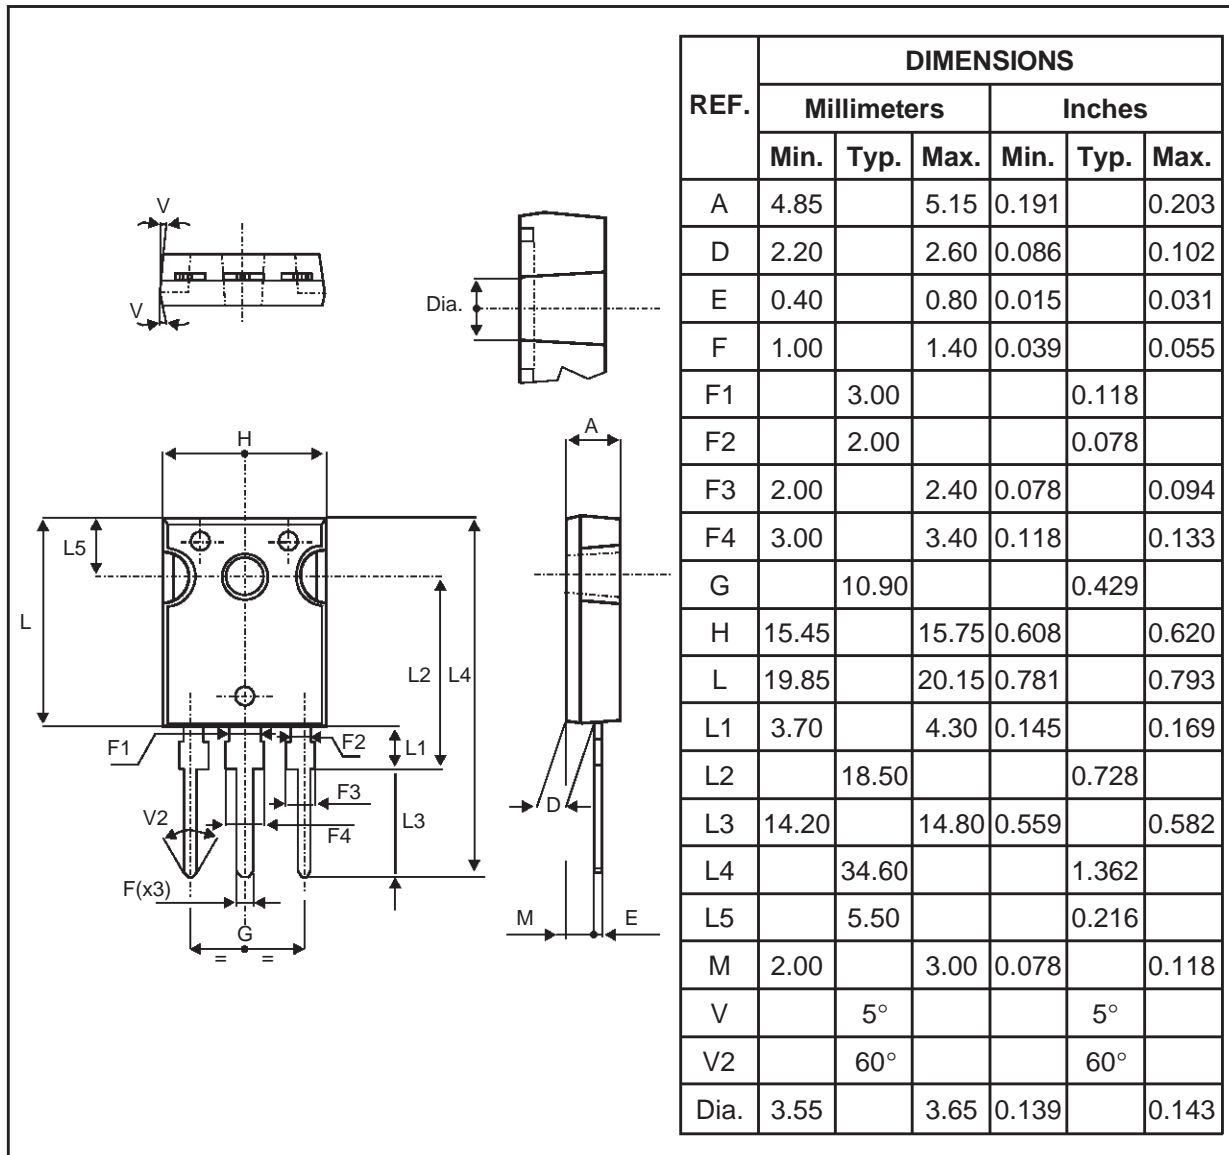 V
V
Dia.
H
A
L5
L
L2
L4
F1
F2
L1
F3
V2
F4
L3
D
F(x3)
G
= =
M
E
REF. DIMENSIONS
Millimeters Inches
Min. Typ. Max. Min. Typ. Max.
A 4.85 5.15 0.191 0.203
D 2.20 2.60 0.086 0.102
E 0.40 0.80 0.015 0.031
F 1.00 1.40 0.039 0.055
F1 3.00 0.118
F2 2.00 0.078
F3 2.00 2.40 0.078 0.094
F4 3.00 3.40 0.118 0.133
G 10.90 0.429
H 15.45 15.75 0.608 0.620
L 19.85 20.15 0.781 0.793
L1 3.70 4.30 0.145 0.169
L2 18.50 0.728
L3 14.20 14.80 0.559 0.582
L4 34.60 1.362
L5 5.50 0.216
M 2.00 3.00 0.078 0.118
V 5° 5°
V2 60° 60°
Dia. 3.55 3.65 0.139 0.143